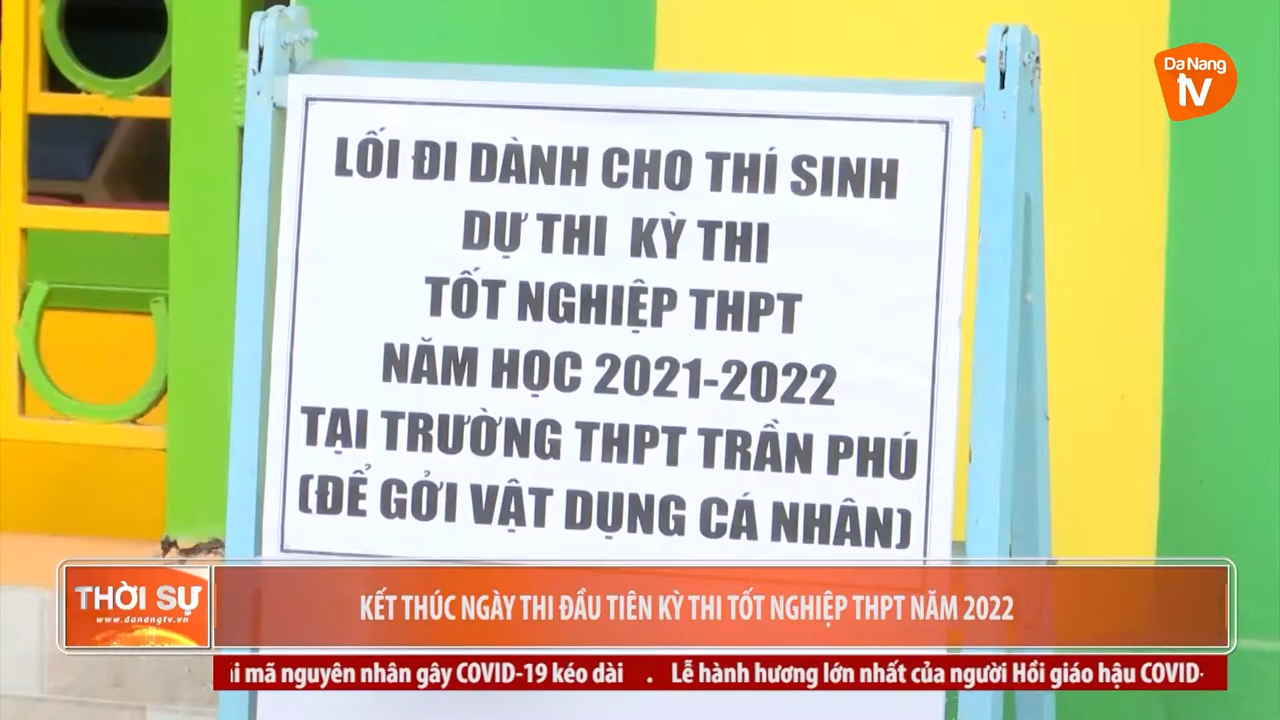 Da Nang
tv
LỐI ĐI DÀNH CHO THÍ SINH
DỰ THI KỲ THI
TỐT NGHIỆP THPT
NĂM HỌC 2021-2022
TẠI TRƯỜNG THPT TRẦN PHÚ
(ĐỂ GỞI VẬT DỤNG CÁ NHÂN)
THỜI SỰ
www.danangtv.vn
KẾT THÚC NGÀY THI ĐẦU TIÊN KỲ THI TỐT NGHIỆP THPT NĂM 2022
mã nguyên nhân gây COVID-19 kéo dài . Lễ hành hương lớn nhất của người Hồi giáo hậu COVID-